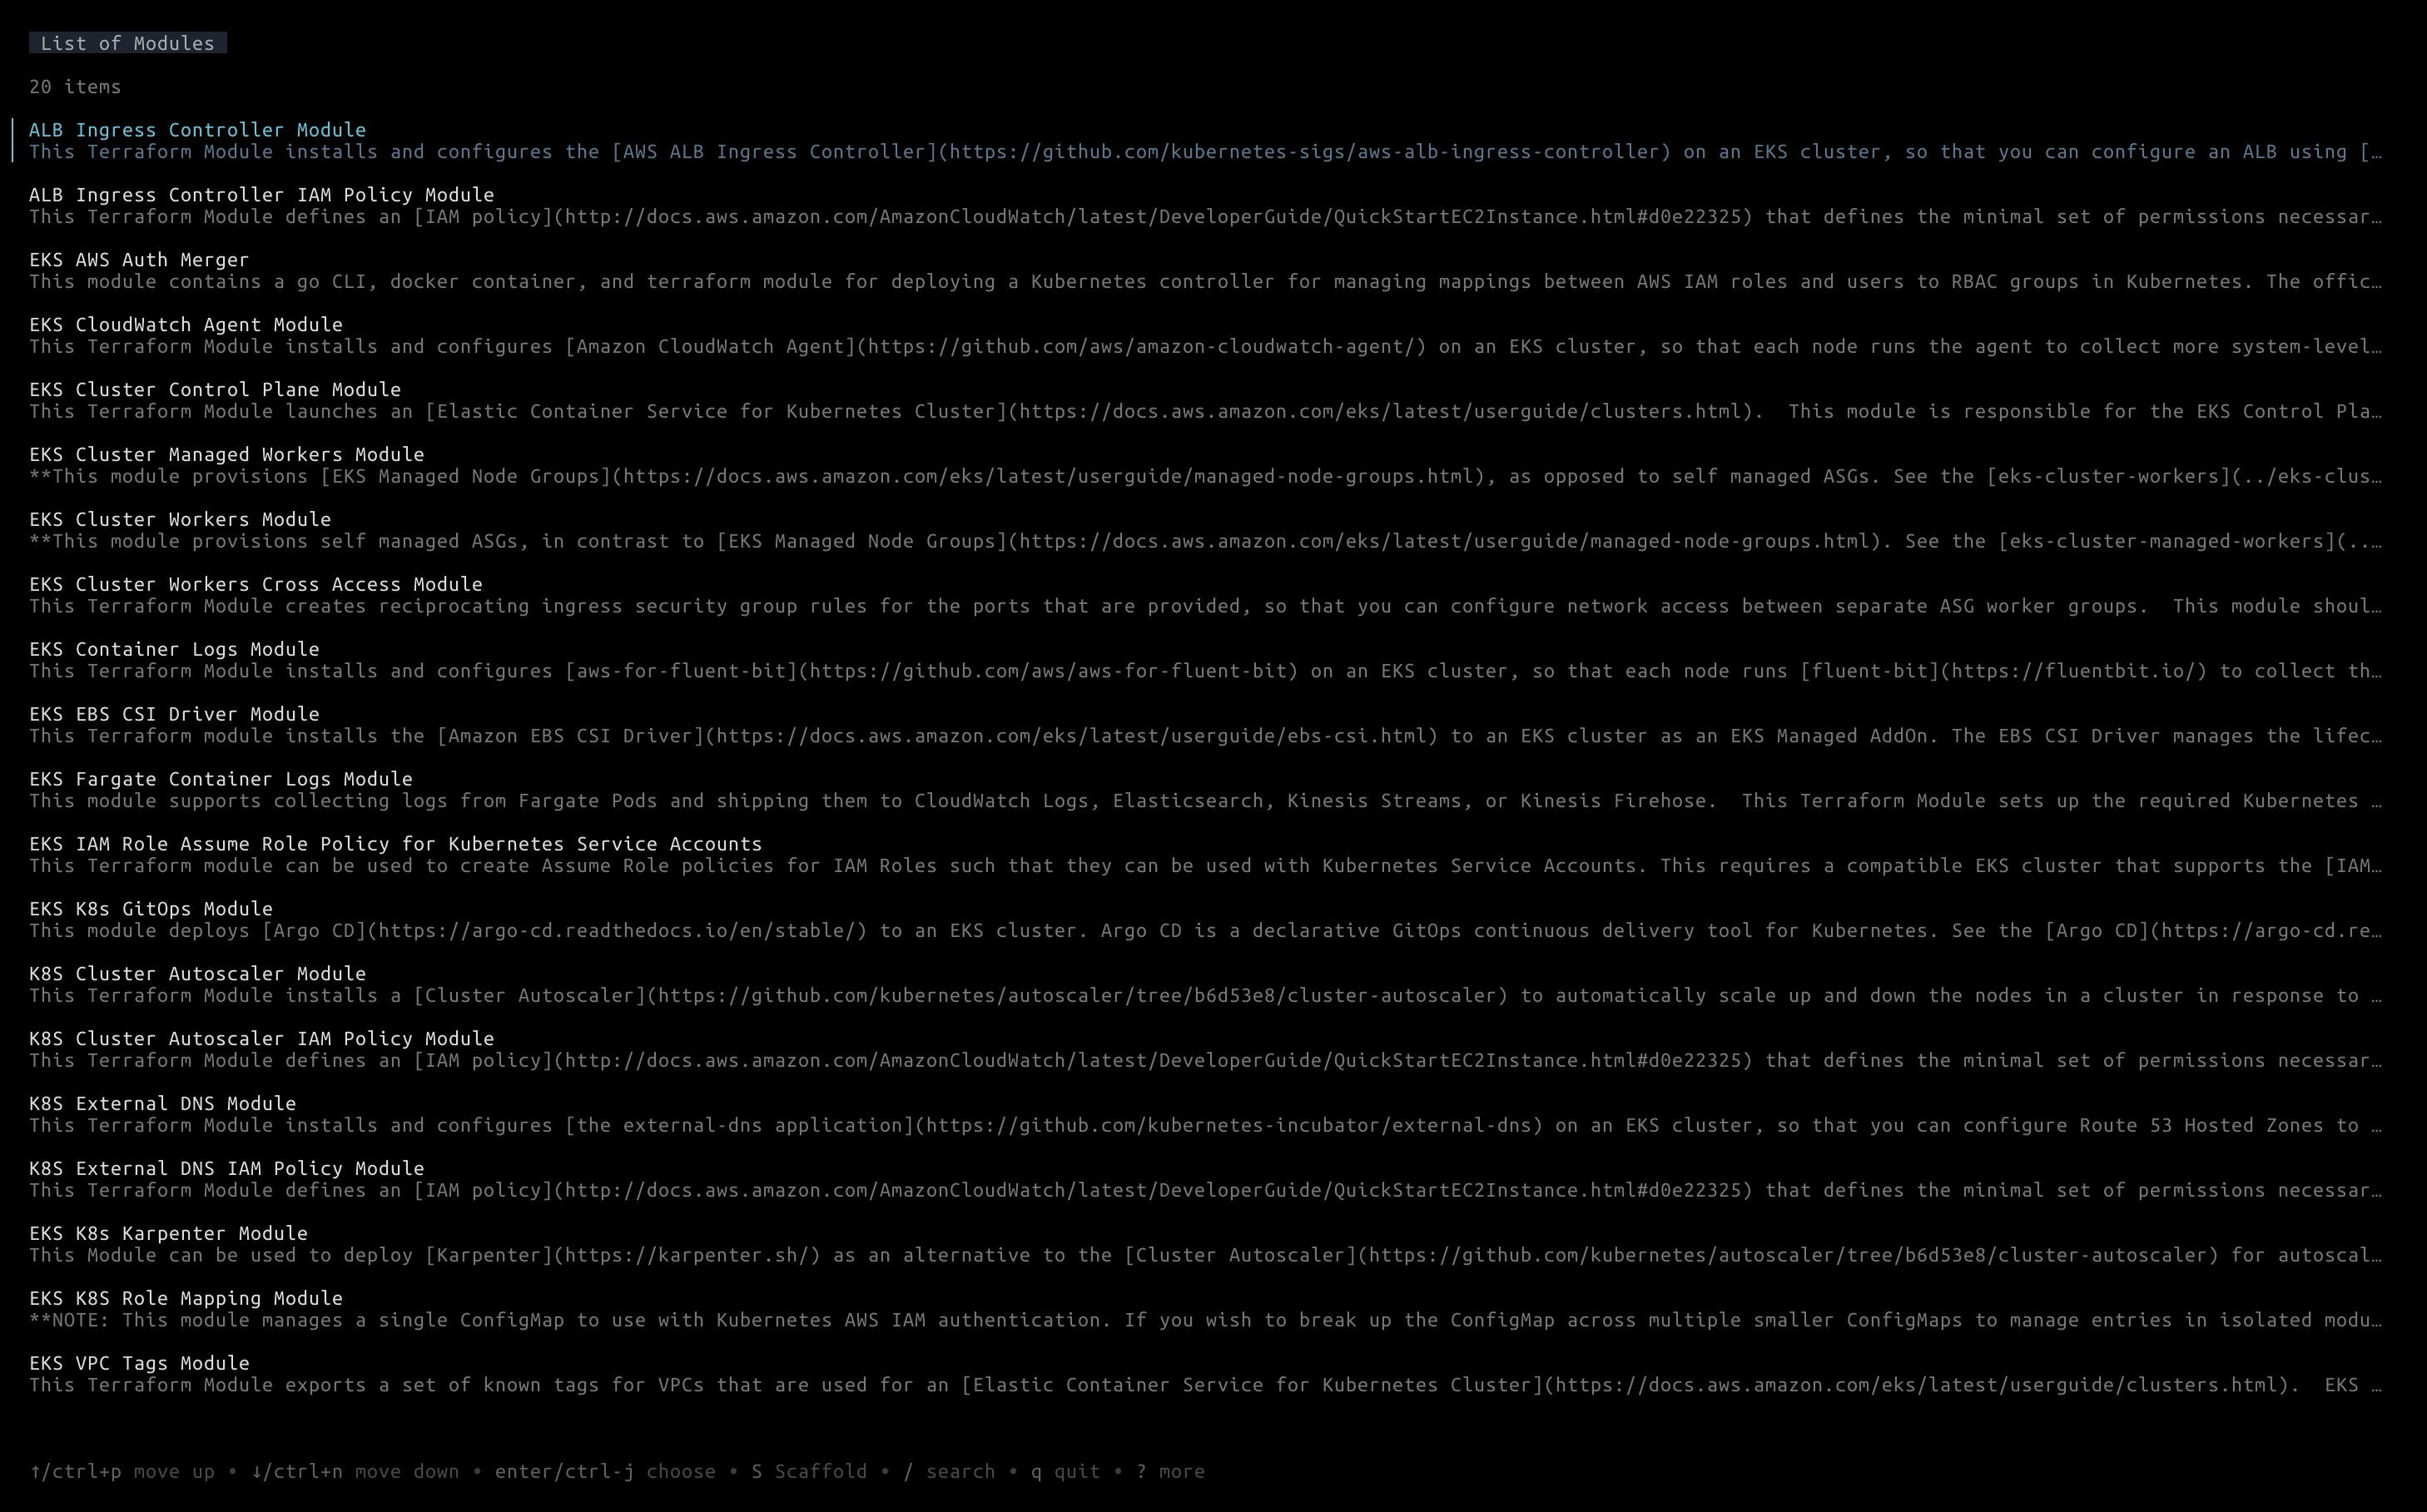 List of Modules
20 items
ALB Ingress Controller Module
This Terraform Module installs and configures the [AWS ALB Ingress Controller](https://github.com/kubernetes-sigs/aws-alb-ingress-controller) on an EKS cluster, so that you can configure an ALB using […
ALB Ingress Controller IAM Policy Module
This Terraform Module defines an [IAM policy](http://docs.aws.amazon.com/AmazonCloudWatch/latest/DeveloperGuide/QuickStartEC2Instance.html#d0e22325) that defines the minimal set of permissions necessar…
EKS AWS Auth Merger
This module contains a go CLI, docker container, and terraform module for deploying a Kubernetes controller for managing mappings between AWS IAM roles and users to RBAC groups in Kubernetes. The offic…
EKS CloudWatch Agent Module
This Terraform Module installs and configures [Amazon CloudWatch Agent](https://github.com/aws/amazon-cloudwatch-agent/) on an EKS cluster, so that each node runs the agent to collect more system-level…
EKS Cluster Control Plane Module
This Terraform Module launches an [Elastic Container Service for Kubernetes Cluster](https://docs.aws.amazon.com/eks/latest/userguide/clusters.html).  This module is responsible for the EKS Control Pla…
EKS Cluster Managed Workers Module
**This module provisions [EKS Managed Node Groups](https://docs.aws.amazon.com/eks/latest/userguide/managed-node-groups.html), as opposed to self managed ASGs. See the [eks-cluster-workers](../eks-clus…
EKS Cluster Workers Module
**This module provisions self managed ASGs, in contrast to [EKS Managed Node Groups](https://docs.aws.amazon.com/eks/latest/userguide/managed-node-groups.html). See the [eks-cluster-managed-workers](..…
EKS Cluster Workers Cross Access Module
This Terraform Module creates reciprocating ingress security group rules for the ports that are provided, so that you can configure network access between separate ASG worker groups.  This module shoul…
EKS Container Logs Module
This Terraform Module installs and configures [aws-for-fluent-bit](https://github.com/aws/aws-for-fluent-bit) on an EKS cluster, so that each node runs [fluent-bit](https://fluentbit.io/) to collect th…
EKS EBS CSI Driver Module
This Terraform module installs the [Amazon EBS CSI Driver](https://docs.aws.amazon.com/eks/latest/userguide/ebs-csi.html) to an EKS cluster as an EKS Managed AddOn. The EBS CSI Driver manages the lifec…
EKS Fargate Container Logs Module
This module supports collecting logs from Fargate Pods and shipping them to CloudWatch Logs, Elasticsearch, Kinesis Streams, or Kinesis Firehose.  This Terraform Module sets up the required Kubernetes …
EKS IAM Role Assume Role Policy for Kubernetes Service Accounts
This Terraform module can be used to create Assume Role policies for IAM Roles such that they can be used with Kubernetes Service Accounts. This requires a compatible EKS cluster that supports the [IAM…
EKS K8s GitOps Module
This module deploys [Argo CD](https://argo-cd.readthedocs.io/en/stable/) to an EKS cluster. Argo CD is a declarative GitOps continuous delivery tool for Kubernetes. See the [Argo CD](https://argo-cd.re…
K8S Cluster Autoscaler Module
This Terraform Module installs a [Cluster Autoscaler](https://github.com/kubernetes/autoscaler/tree/b6d53e8/cluster-autoscaler) to automatically scale up and down the nodes in a cluster in response to …
K8S Cluster Autoscaler IAM Policy Module
This Terraform Module defines an [IAM policy](http://docs.aws.amazon.com/AmazonCloudWatch/latest/DeveloperGuide/QuickStartEC2Instance.html#d0e22325) that defines the minimal set of permissions necessar…
K8S External DNS Module
This Terraform Module installs and configures [the external-dns application](https://github.com/kubernetes-incubator/external-dns) on an EKS cluster, so that you can configure Route 53 Hosted Zones to …
K8S External DNS IAM Policy Module
This Terraform Module defines an [IAM policy](http://docs.aws.amazon.com/AmazonCloudWatch/latest/DeveloperGuide/QuickStartEC2Instance.html#d0e22325) that defines the minimal set of permissions necessar…
EKS K8s Karpenter Module
This Module can be used to deploy [Karpenter](https://karpenter.sh/) as an alternative to the [Cluster Autoscaler](https://github.com/kubernetes/autoscaler/tree/b6d53e8/cluster-autoscaler) for autoscal…
EKS K8S Role Mapping Module
**NOTE: This module manages a single ConfigMap to use with Kubernetes AWS IAM authentication. If you wish to break up the ConfigMap across multiple smaller ConfigMaps to manage entries in isolated modu…
EKS VPC Tags Module
This Terraform Module exports a set of known tags for VPCs that are used for an [Elastic Container Service for Kubernetes Cluster](https://docs.aws.amazon.com/eks/latest/userguide/clusters.html).  EKS …
↑/ctrl+p move up • ↓/ctrl+n move down • enter/ctrl-j choose • S Scaffold • / search • q quit • ? more